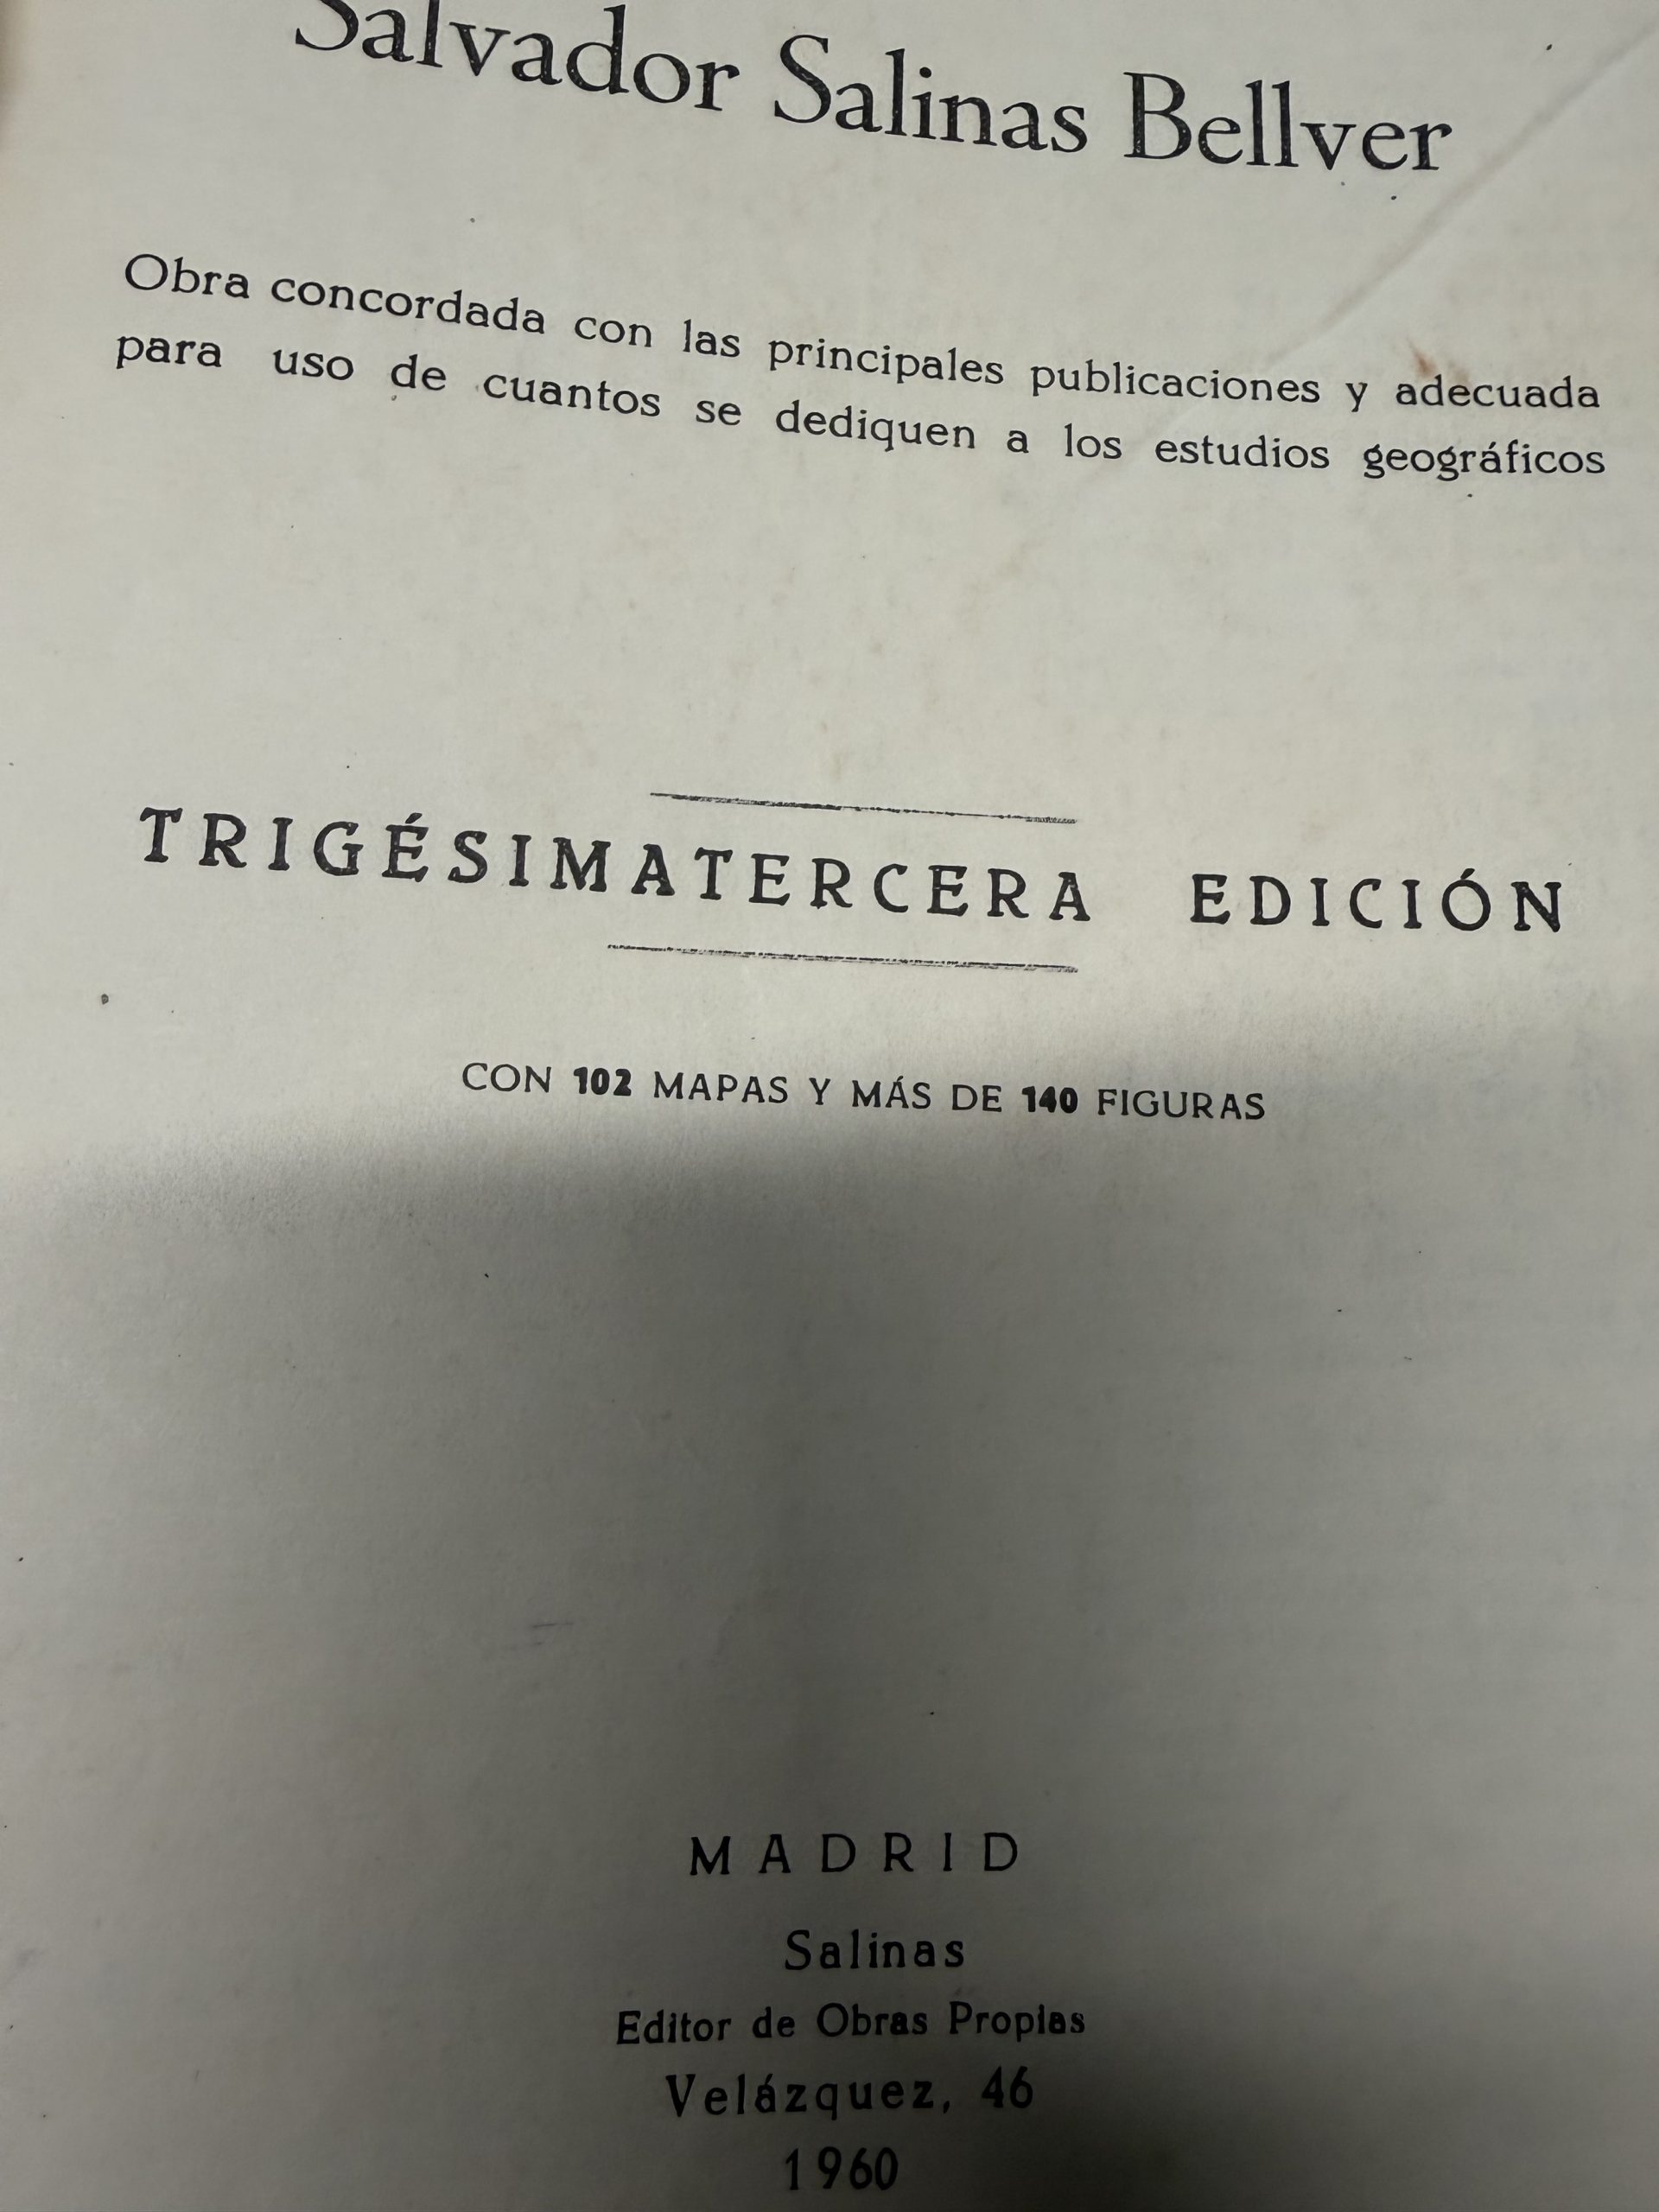 Salvador Salinas Bellver
Obra concordada con las principales publicaciones y adecuada
para uso de cuantos se dediquen a los estudios geográficos
TRIGÉSIMATERCERA EDICIÓN
CON 102 MAPAS Y MÁS DE 140 FIGURAS
MADRID
Salinas
Editor de Obras Propias
Velázquez, 46
1960